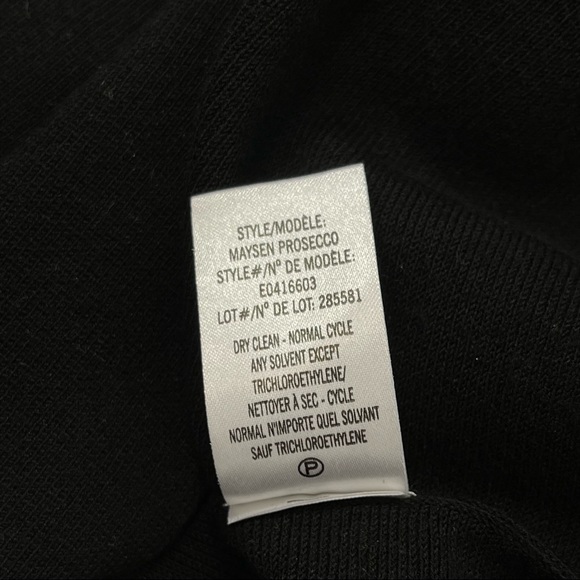 STYLE/MODÈLE:
MAYSEN PROSECCO
STYLE#/Nº DE MODÈLE:
E0416603
LOT#/Nº DE LOT: 285581
DRY CLEAN - NORMAL CYCLE
ANY SOLVENT EXCEPT
TRICHLOROETHYLENE/
NETTOYER À SEC - CYCLE
NORMAL N'IMPORTE QUEL SOLVANT
SAUF TRICHLOROETHYLENE
P